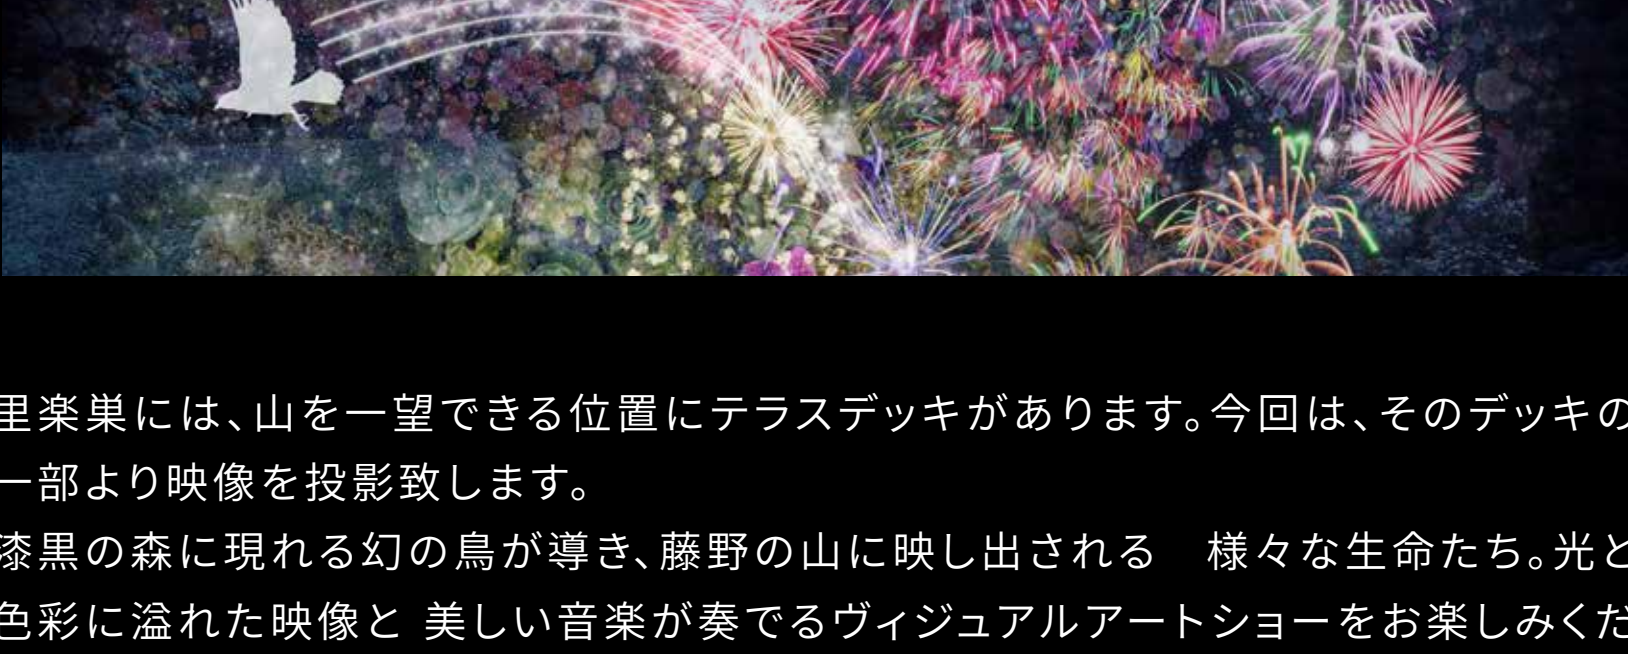 里楽巣には、山を一望できる位置にテラスデッキがあります。今回は、そのデッキの
一部より映像を投影致します。
漆黒の森に現れる幻の鳥が導き、藤野の山に映し出される　様々な生命たち。光と
色彩に溢れた映像と 美しい音楽が奏でるヴィジュアルアートショーをお楽しみくだ